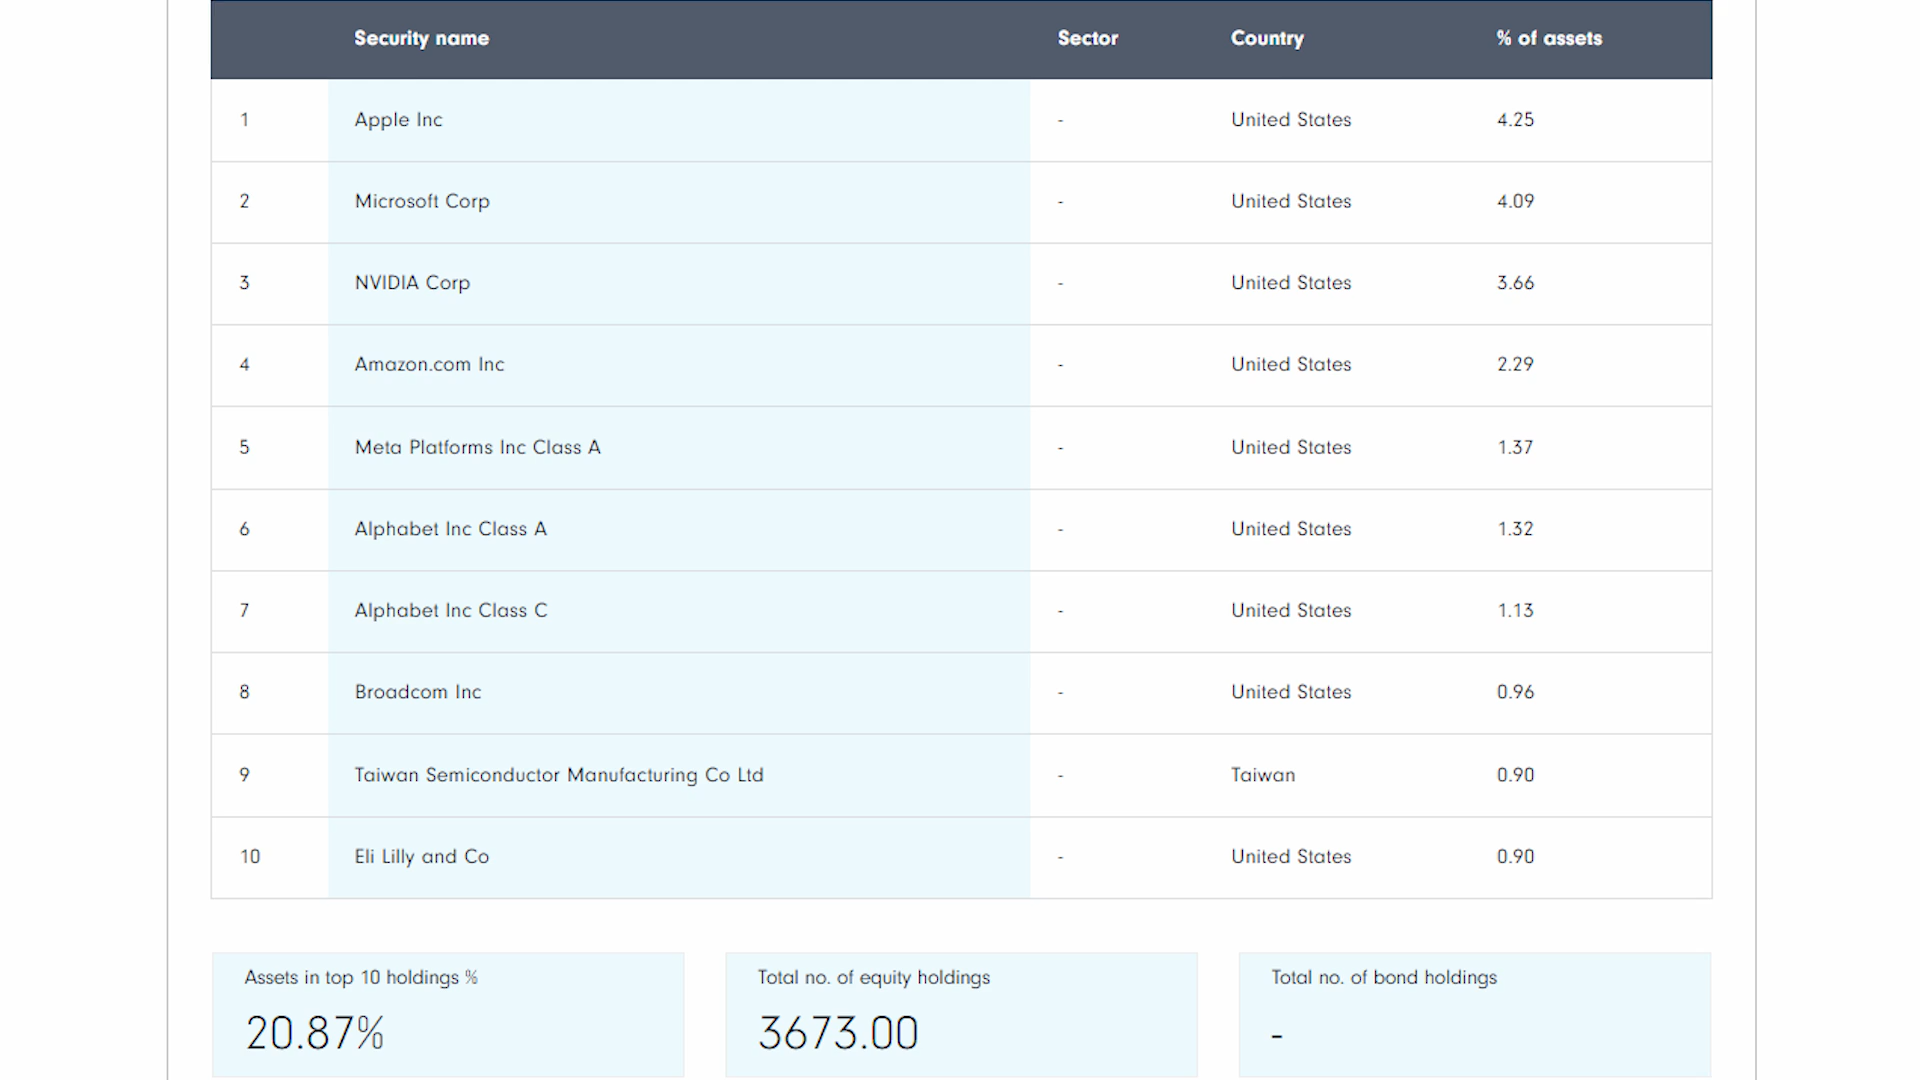 Security name Sector Country % of assets
1 Apple Inc - United States 4.25
2 Microsoft Corp - United States 4.09
3 NVIDIA Corp - United States 3.66
4 Amazon.com Inc - United States 2.29
5 Meta Platforms Inc Class A - United States 1.37
6 Alphabet Inc Class A - United States 1.32
7 Alphabet Inc Class C - United States 1.13
8 Broadcom Inc - United States 0.96
9 Taiwan Semiconductor Manufacturing Co Ltd - Taiwan 0.90
10 Eli Lilly and Co - United States 0.90
Assets in top 10 holdings % Total no. of equity holdings Total no. of bond holdings
20.87% 3673.00 -